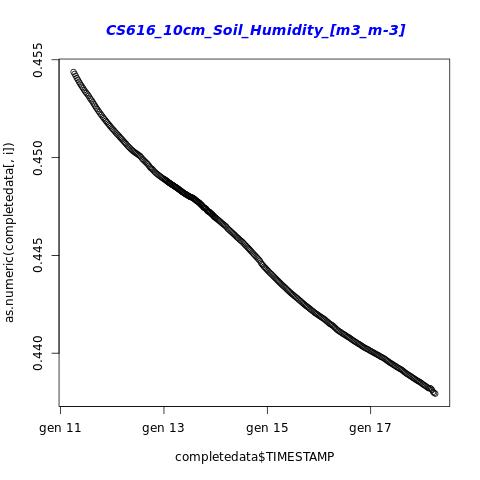 CS616_10cm_Soil_Humidity_[m3_m-3]
as.numeric(completedata[, i])
0.455
0.450
0.445
0.440
gen 11
gen 13
gen 15
gen 17
completedata$TIMESTAMP